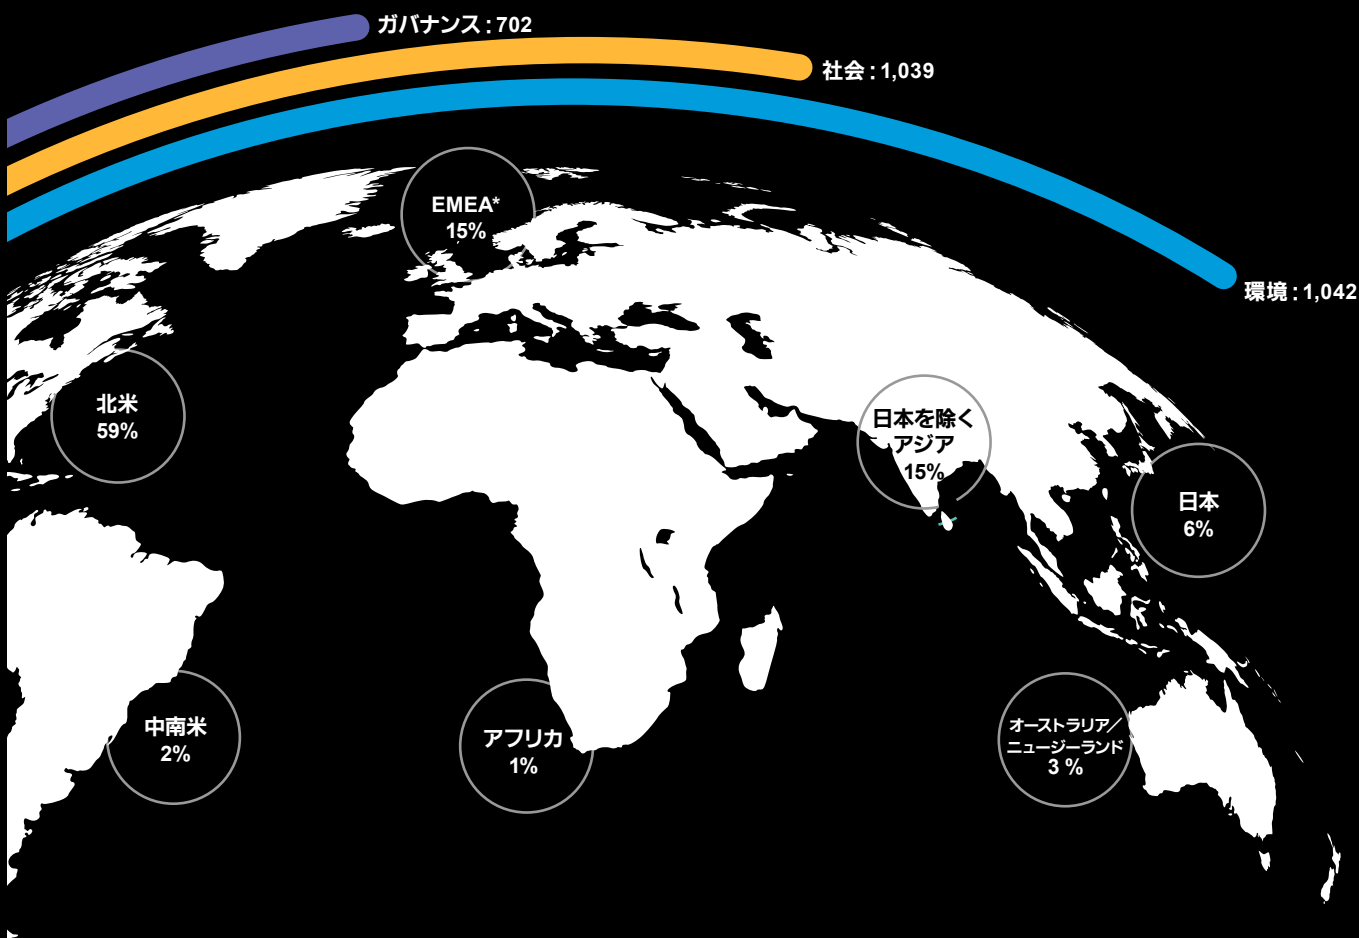 ガバナンス : 702
社会 : 1,039
環境 : 1,042
EMEA*
15%
北米
59%
日本を除く
アジア
15%
日本
6%
中南米
2%
アフリカ
1%
オーストラリア／
ニュージーランド
3 %